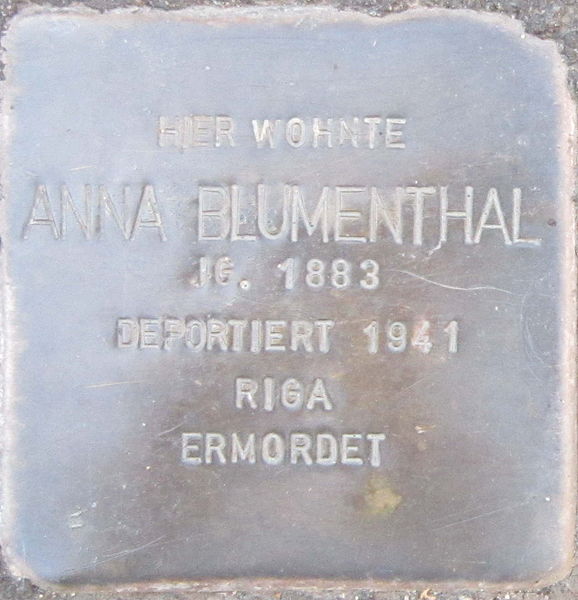 HIER WOHNTE
ANNA BLUMENTHAL
JG. 1883
DEPORTIERT 1941
RIGA
ERMORDET